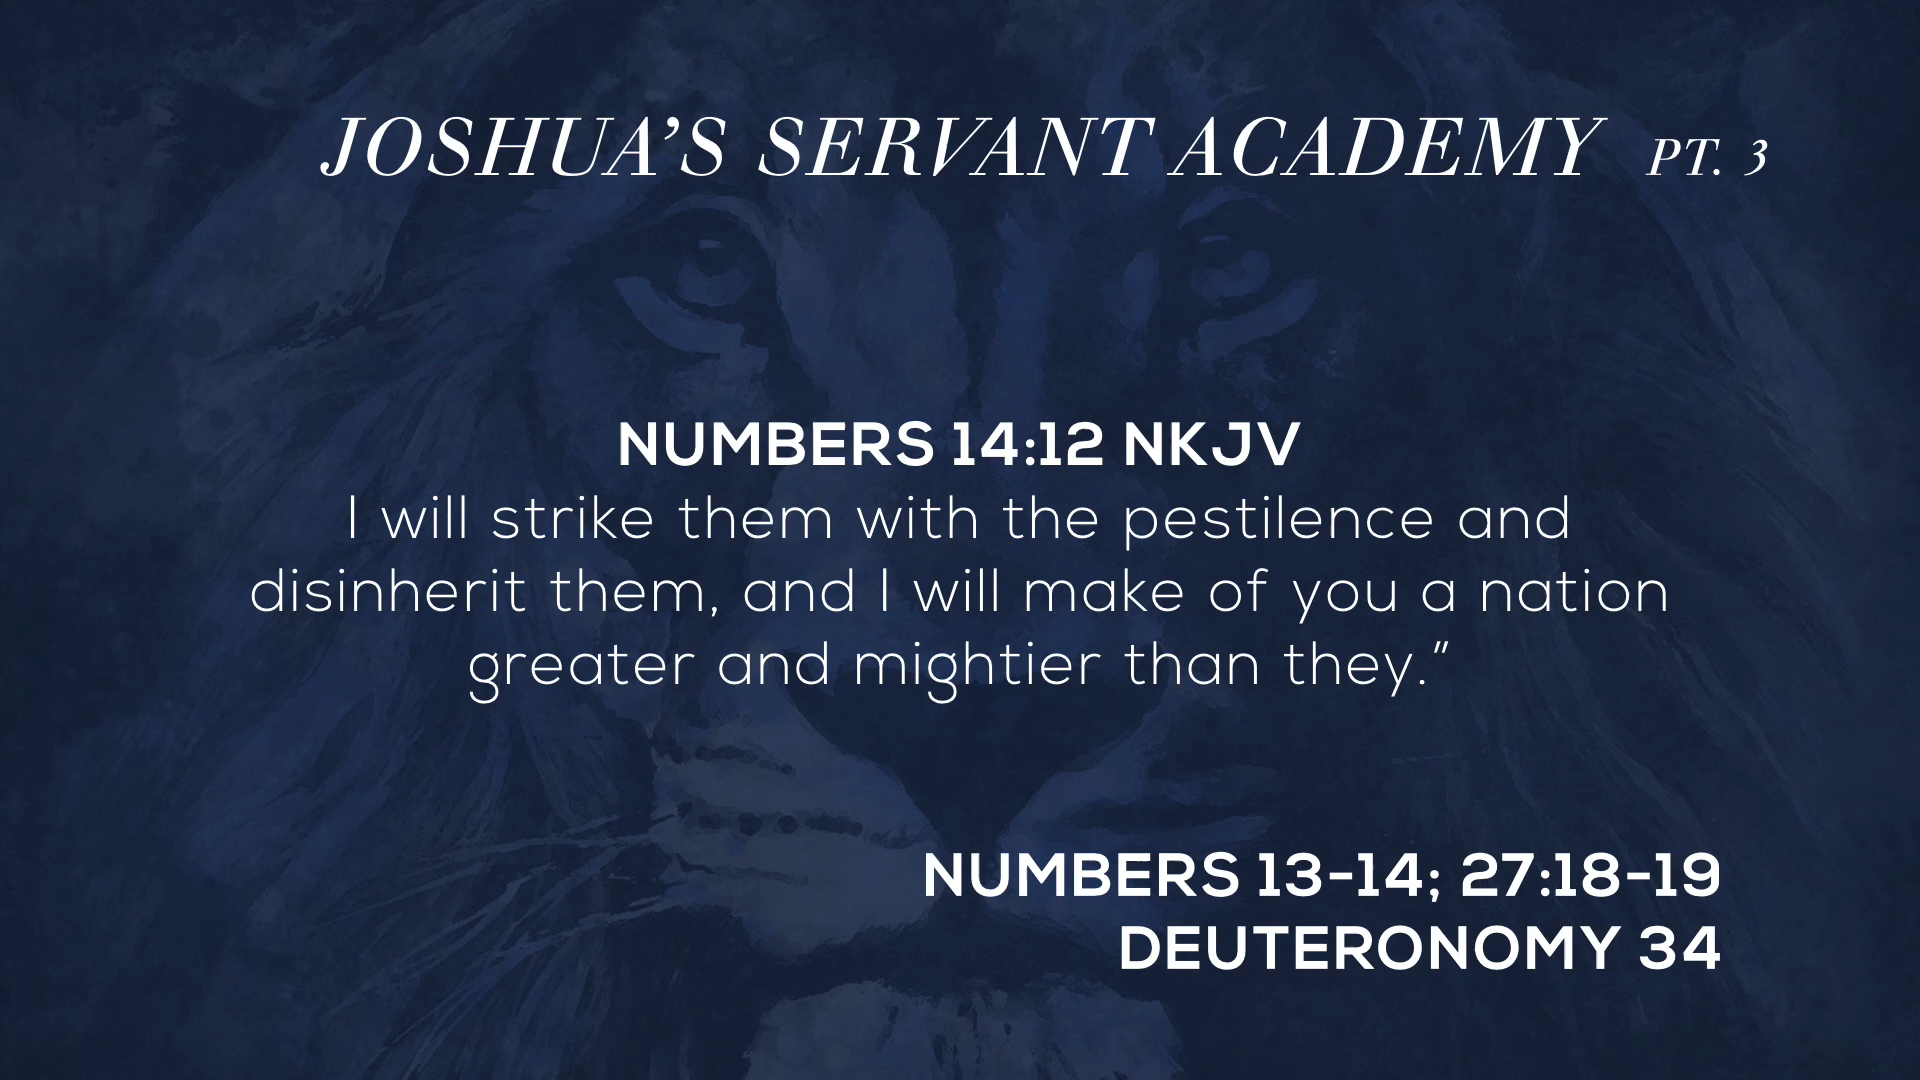 JOSHUA’S SERVANT ACADEMY PT. 3
NUMBERS 14:12 NKJV
I will strike them with the pestilence and
disinherit them, and I will make of you a nation
greater and mightier than they.”
NUMBERS 13-14; 27:18-19
DEUTERONOMY 34